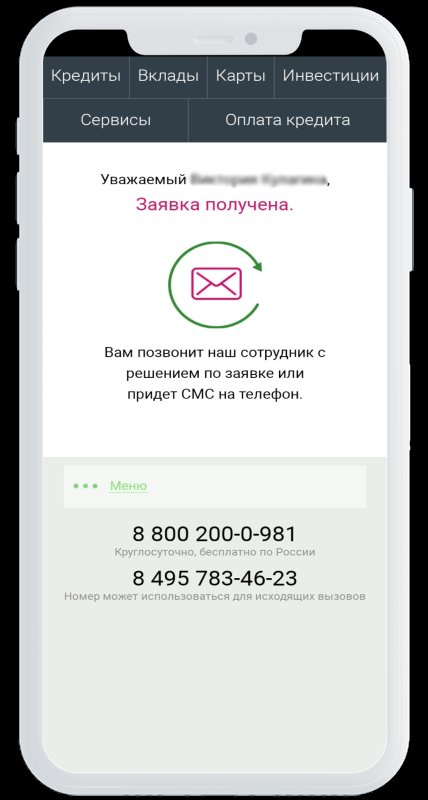 Кредиты Вклады Карты Инвестиции
Сервисы Оплата кредита
Уважаемый ,
Заявка получена.
Вам позвонит наш сотрудник с
решением по заявке или
придет СМС на телефон.
Меню
8 800 200-0-981
Круглосуточно, бесплатно по России
8 495 783-46-23
Номер может использоваться для исходящих вызовов